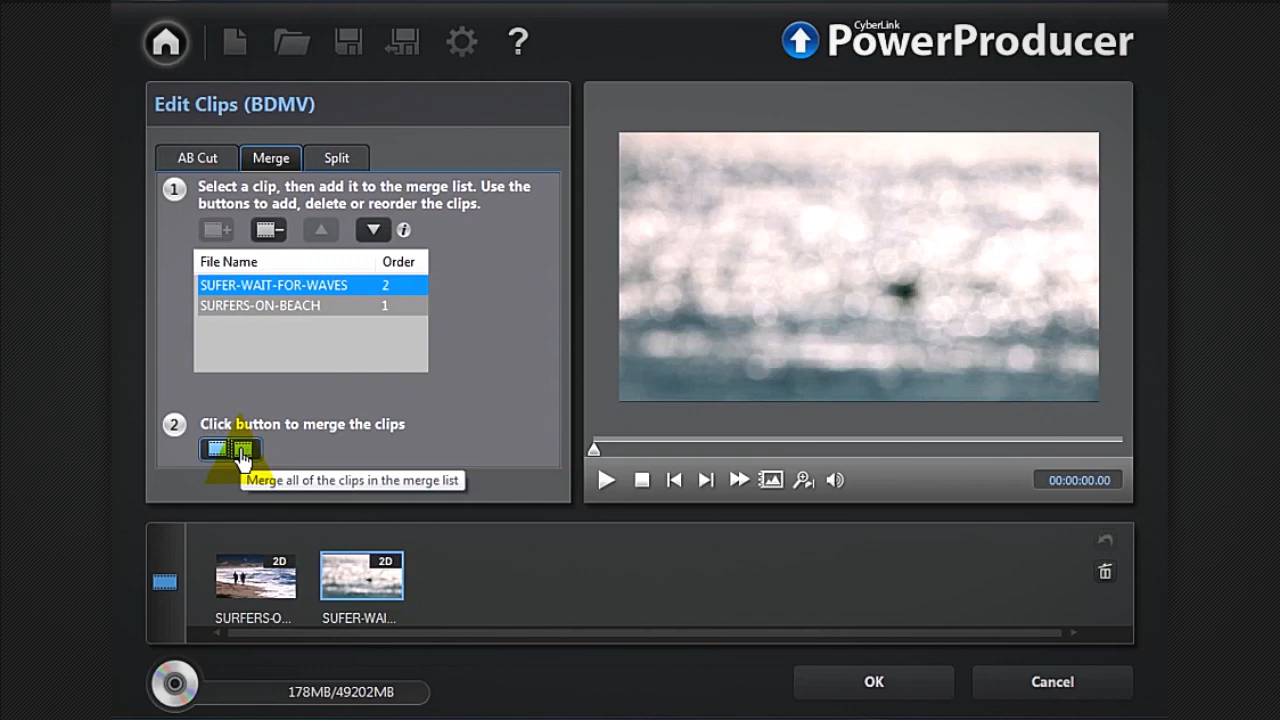 ?
CyberLink
PowerProducer
Edit Clips (BDMV)
AB Cut
Merge
Split
1
Select a clip, then add it to the merge list. Use the
buttons to add, delete or reorder the clips.
i
File Name Order
SUFER-WAIT-FOR-WAVES 2
SURFERS-ON-BEACH 1
2
Click button to merge the clips
Merge all of the clips in the merge list
00:00:00.00
2D
2D
SURFERS-O...
SUFER-WAI...
178MB/49202MB
OK
Cancel